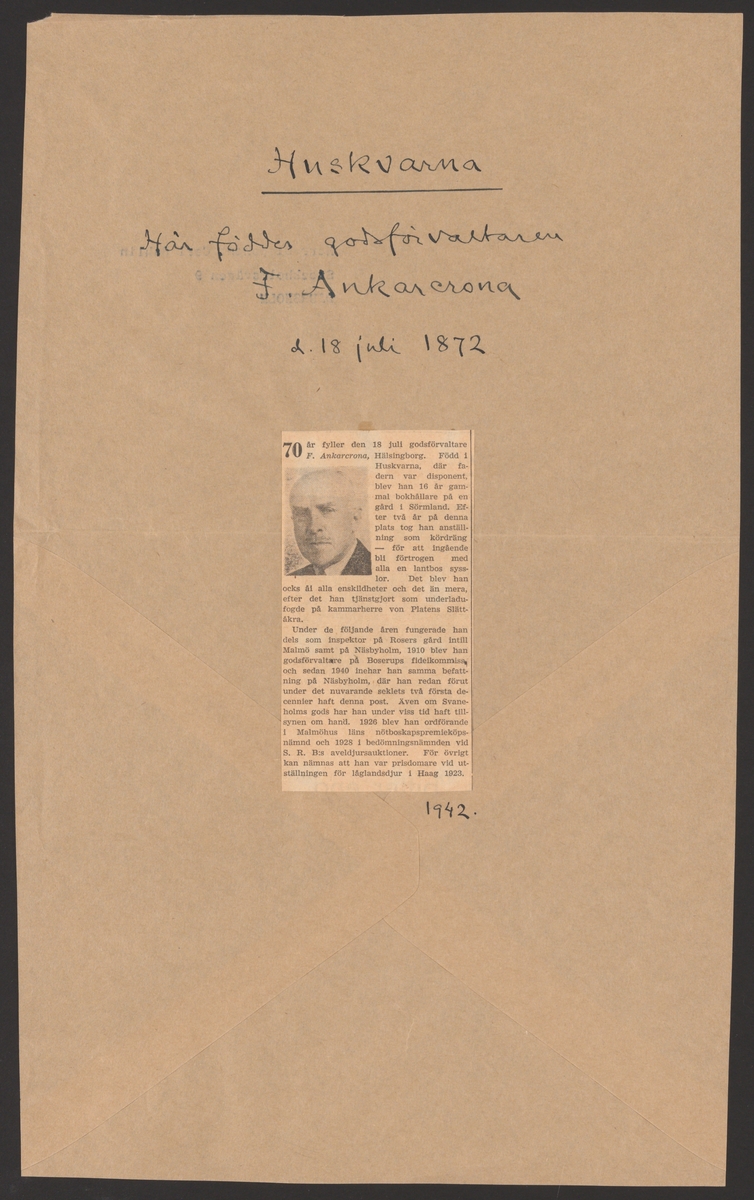 Huskvarna
Här föddes godsförvaltaren
F. Ankarcrona
d. 18 juli 1872
70 år fyller den 18 juli godsförvaltare
F. Ankarcrona, Hälsingborg. Född i
Huskvarna, där fa-
dern var disponent,
blev han 16 år gam-
mal bokhållare på en
gård i Sörmland. Ef-
ter två år på denna
plats tog han anställ-
ning som kördräng
— för att ingående
bli förtrogen med
alla en lantbos syss-
lor. Det blev han
ocks åi alla enskildheter och det än mera,
efter det han tjänstgjort som underladu-
fogde på kammarherre von Platens Slätt-
åkra.
Under de följande åren fungerade han
dels som inspektor på Rosers gård intill
Malmö samt på Näsbyholm, 1910 blev han
godsförvaltare på Boserups fideikommiss,
och sedan 1940 inehar han samma befatt-
ning på Näsbyholm, där han redan förut
under det nuvarande seklets två första de-
cennier haft denna post. Även om Svane-
holms gods har han under viss tid haft till-
synen om hand. 1926 blev han ordförande
i Malmöhus läns nötboskapspremieköps-
nämnd och 1928 i bedömningsnämnden vid
S. R. B:s aveldjursauktioner. För övrigt
kan nämnas att han var prisdomare vid ut-
ställningen för låglandsdjur i Haag 1923.
1942.